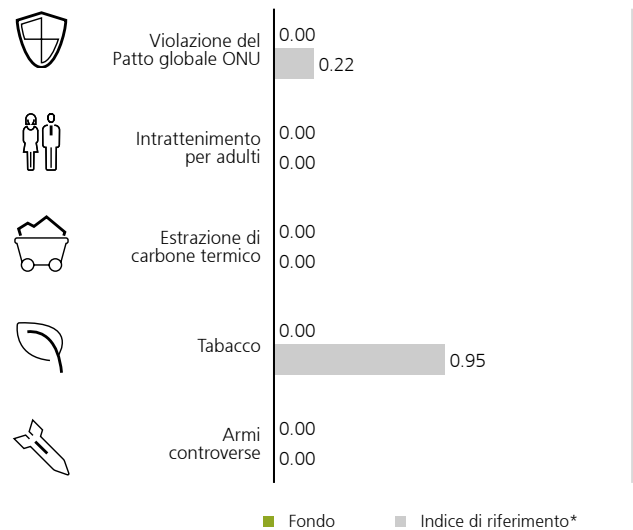 Violazione del
Patto globale ONU
0.00
0.22
Intrattenimento
per adulti
0.00
0.00
Estrazione di
carbone termico
0.00
0.00
Tabacco
0.00
0.95
Armi
controverse
0.00
0.00
Fondo
Indice di riferimento*